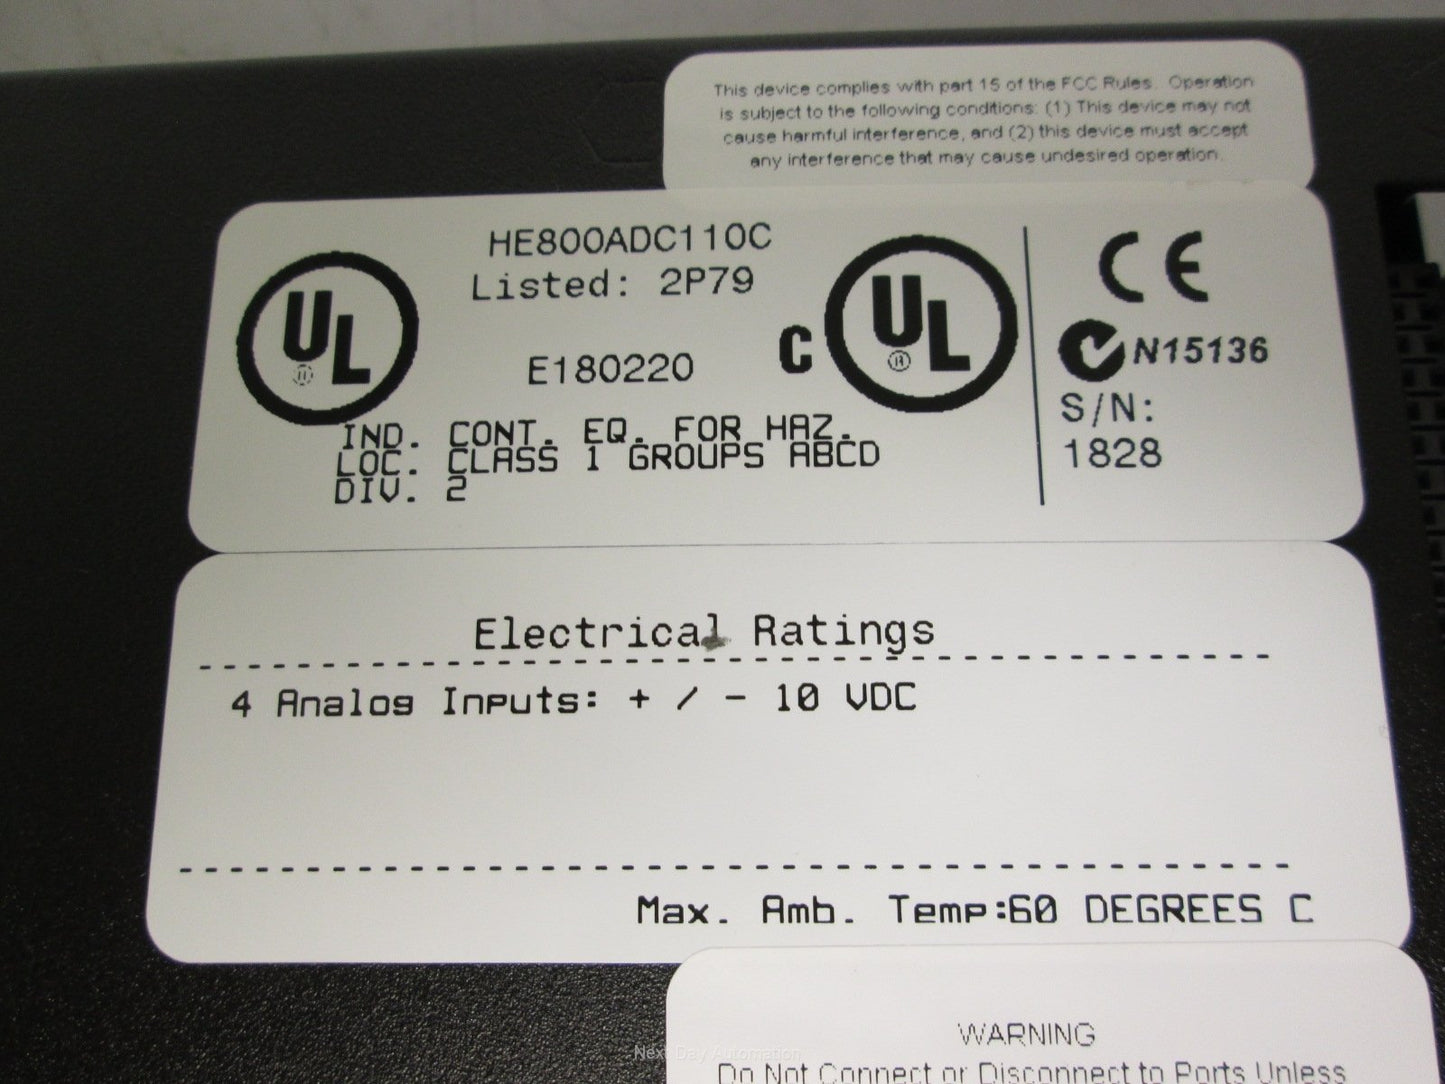 This device complies with part 15 of the FCC Rules. Operation
is subject to the following conditions: (1) This device may not
cause harmful interference, and (2) this device must accept
any interference that may cause undesired operation.
HE800ADC110C
Listed: 2P79
E180220
UL
®
C UL
®
IND. CONT. EQ. FOR HAZ.
LOC. CLASS 1 GROUPS ABCD
DIV. 2
CE
N15136
S/N:
1828
Electrical Ratings
4 Analog Inputs: + / - 10 VDC
Max. Amb. Temp:60 DEGREES C
WARNING
Do Not Connect or Disconnect to Ports Unless
Next Day Automation